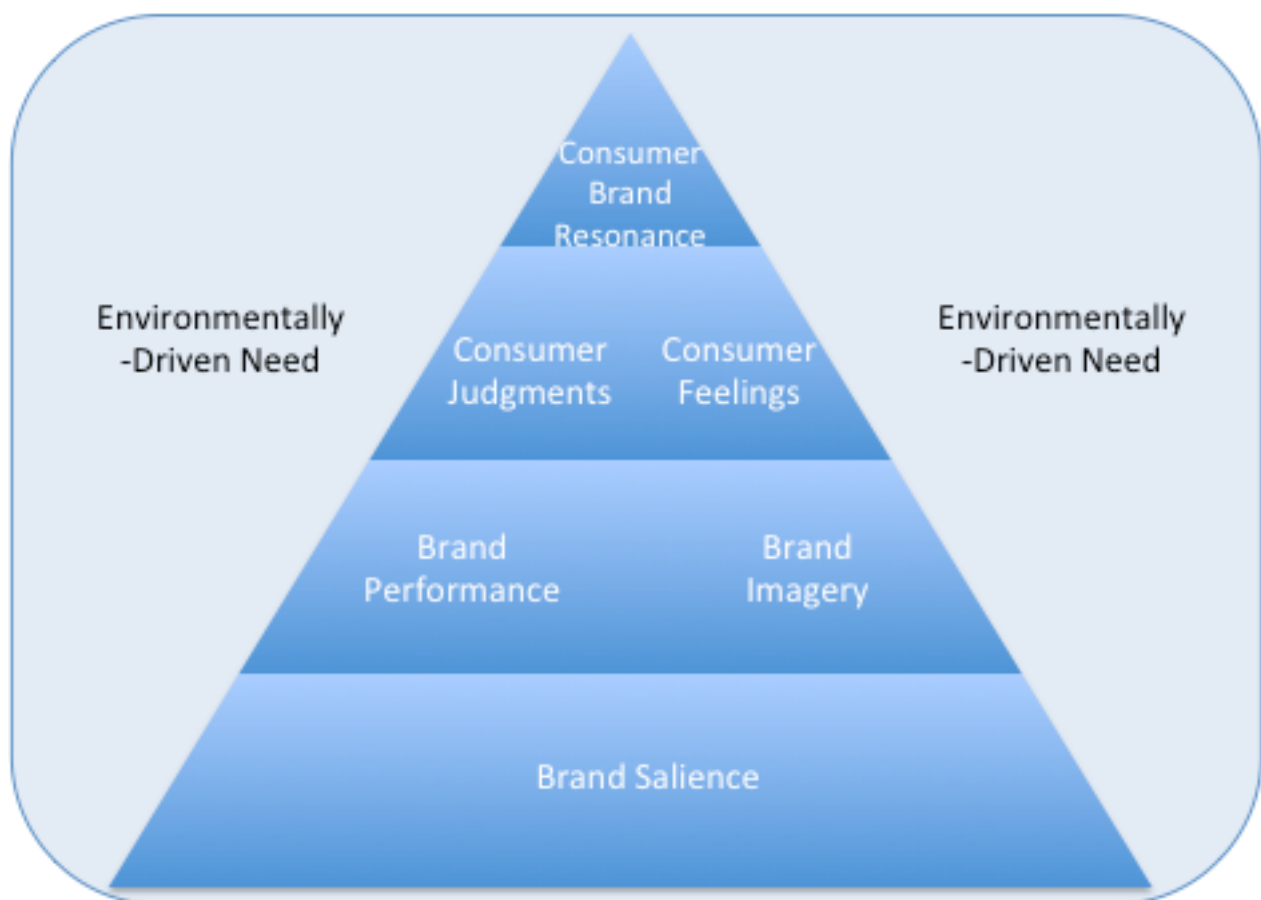 Consumer
Brand
Resonance
Environmentally
-Driven Need
Consumer
Judgments
Consumer
Feelings
Environmentally
-Driven Need
Brand
Performance
Brand
Imagery
Brand Salience